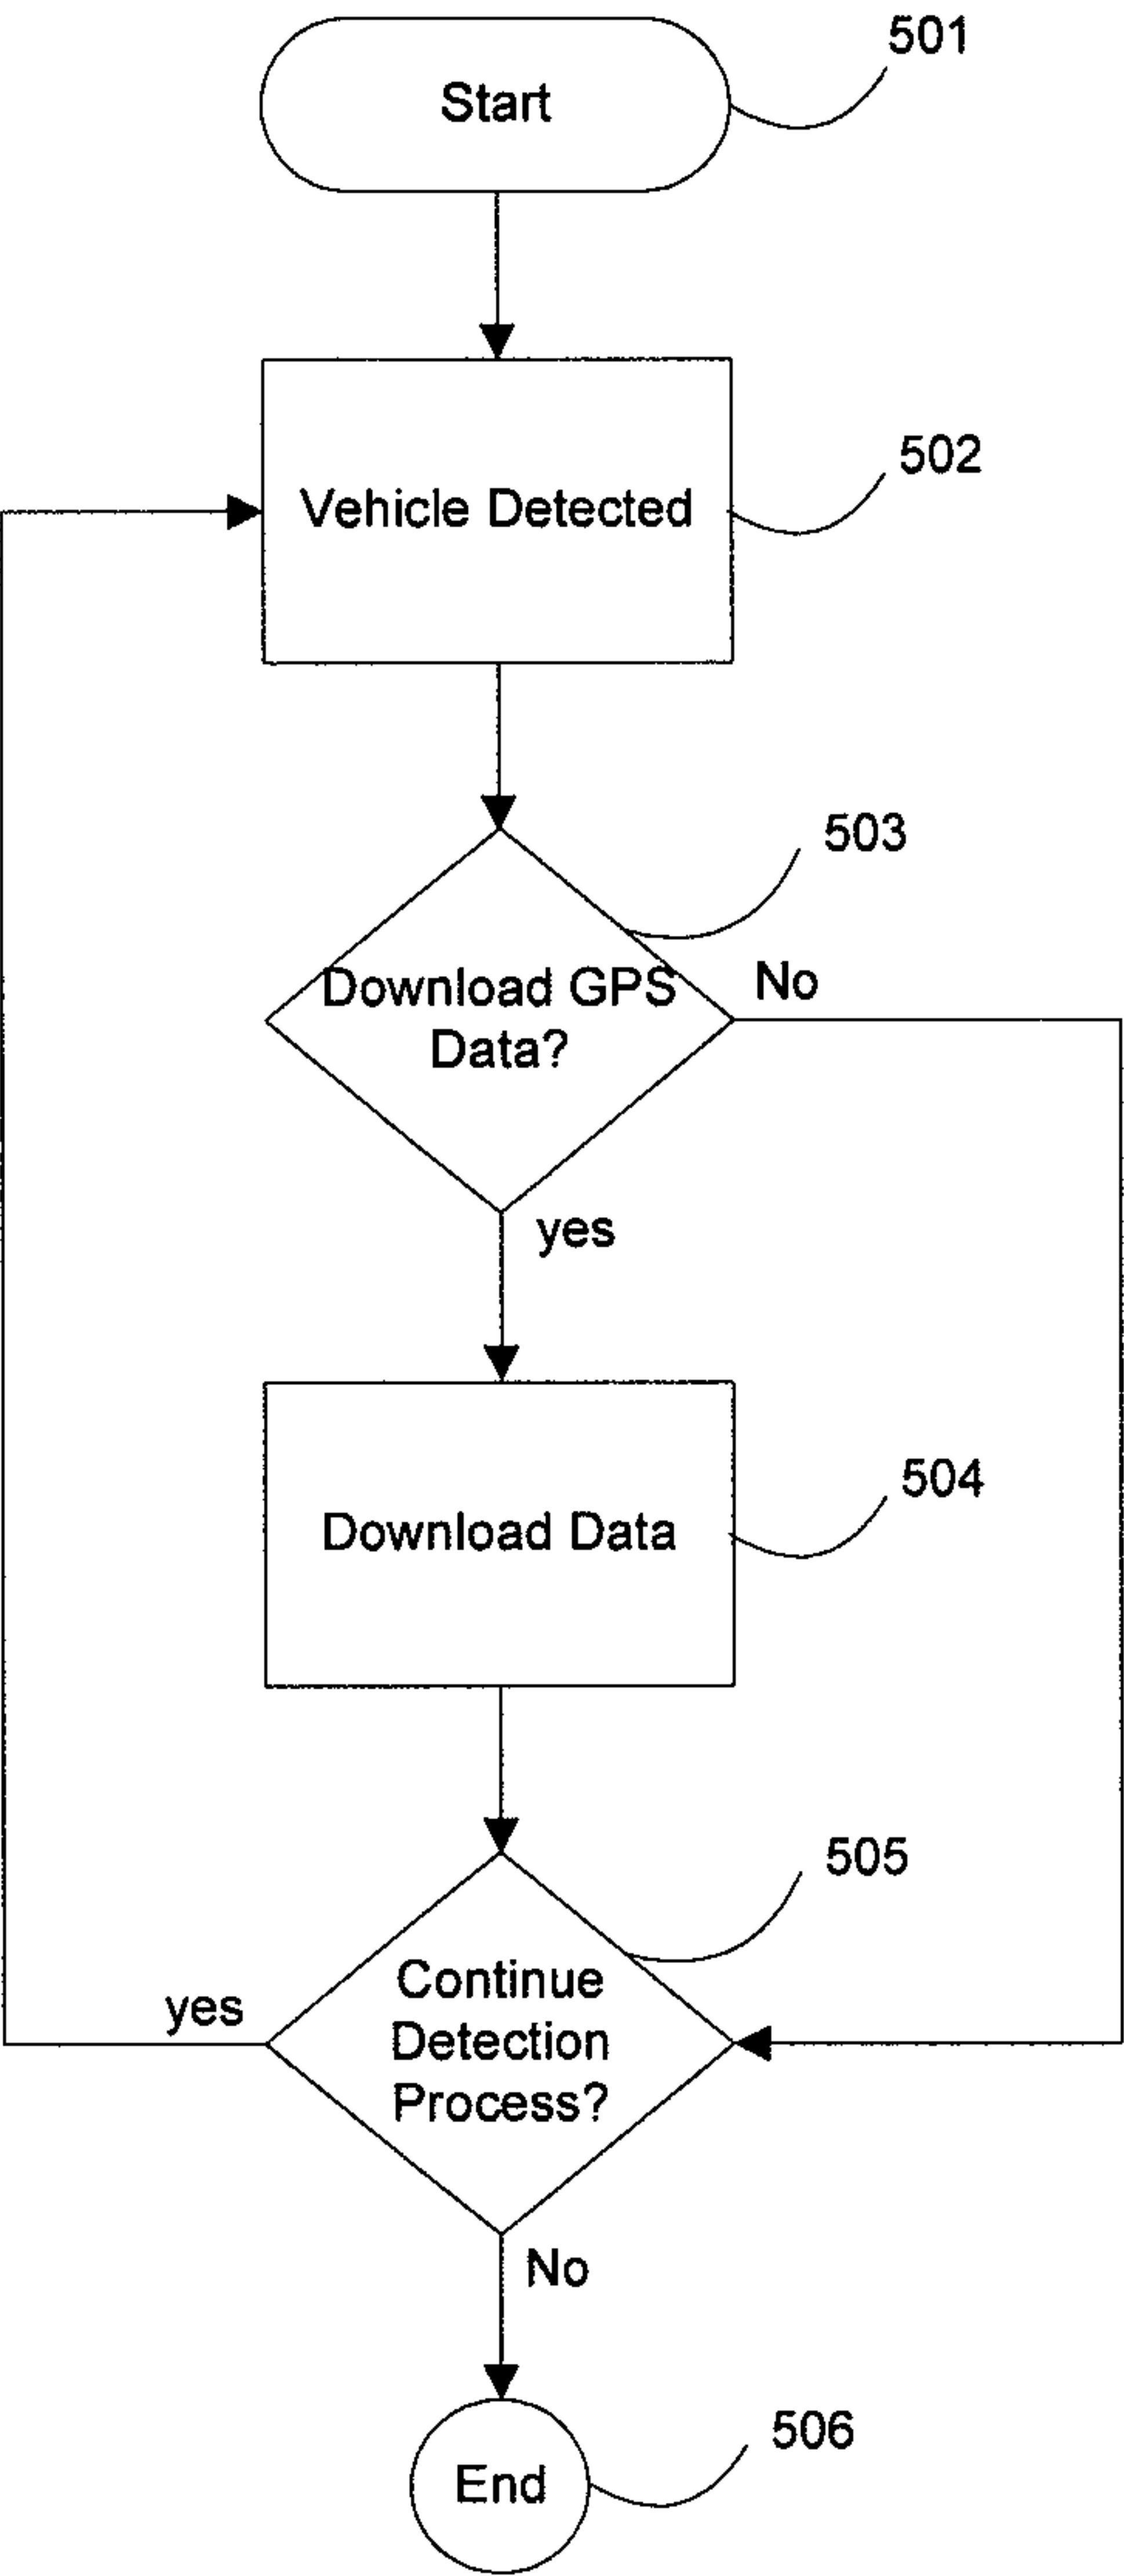 501
Start
502
Vehicle Detected
503
Download GPS
Data?
No
yes
504
Download Data
505
Continue
Detection
Process?
yes
No
506
End